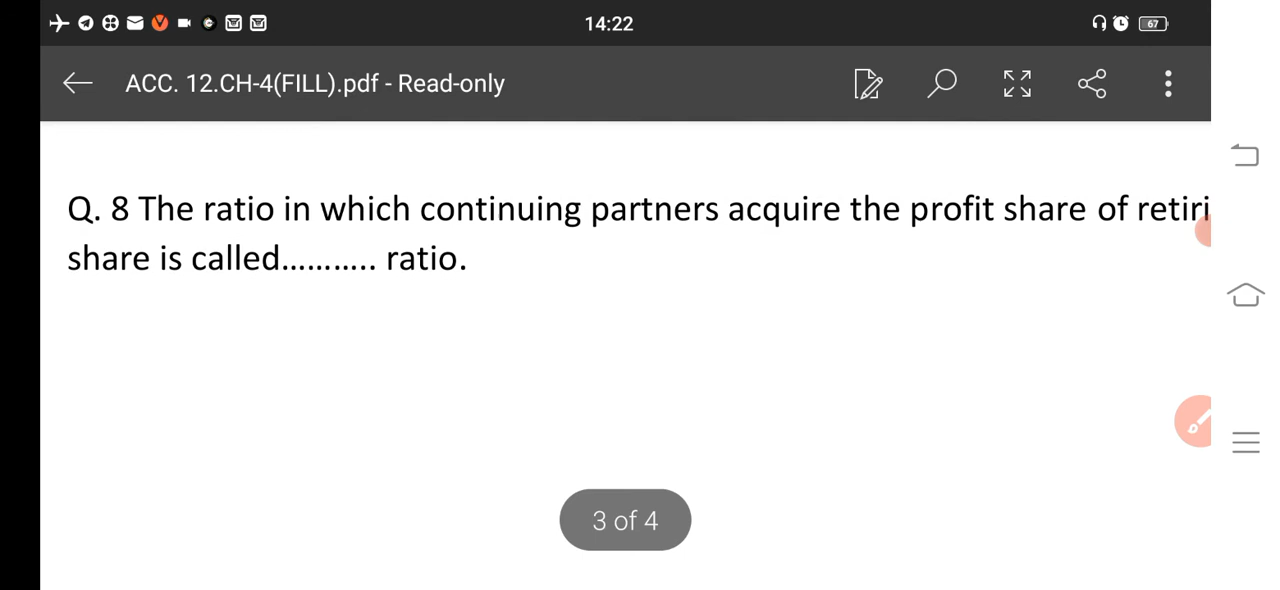 14:22
67
ACC. 12.CH-4(FILL).pdf - Read-only
Q. 8 The ratio in which continuing partners acquire the profit share of retiri
share is called........... ratio.
3 of 4